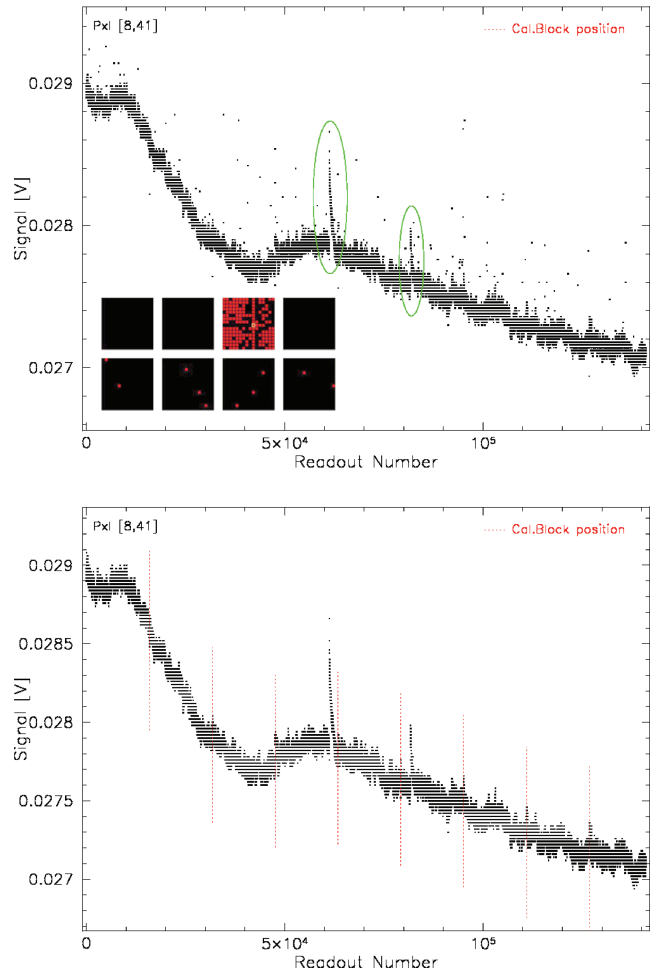 Pxl [8,41]
Cal.Block position
0.029
0.028
0.027
Signal [V]
0
5×10⁴
10⁵
Readout Number
Pxl [8,41]
Cal.Block position
0.029
0.0285
0.028
0.0275
0.027
Signal [V]
0
5×10⁴
10⁵
Readout Number